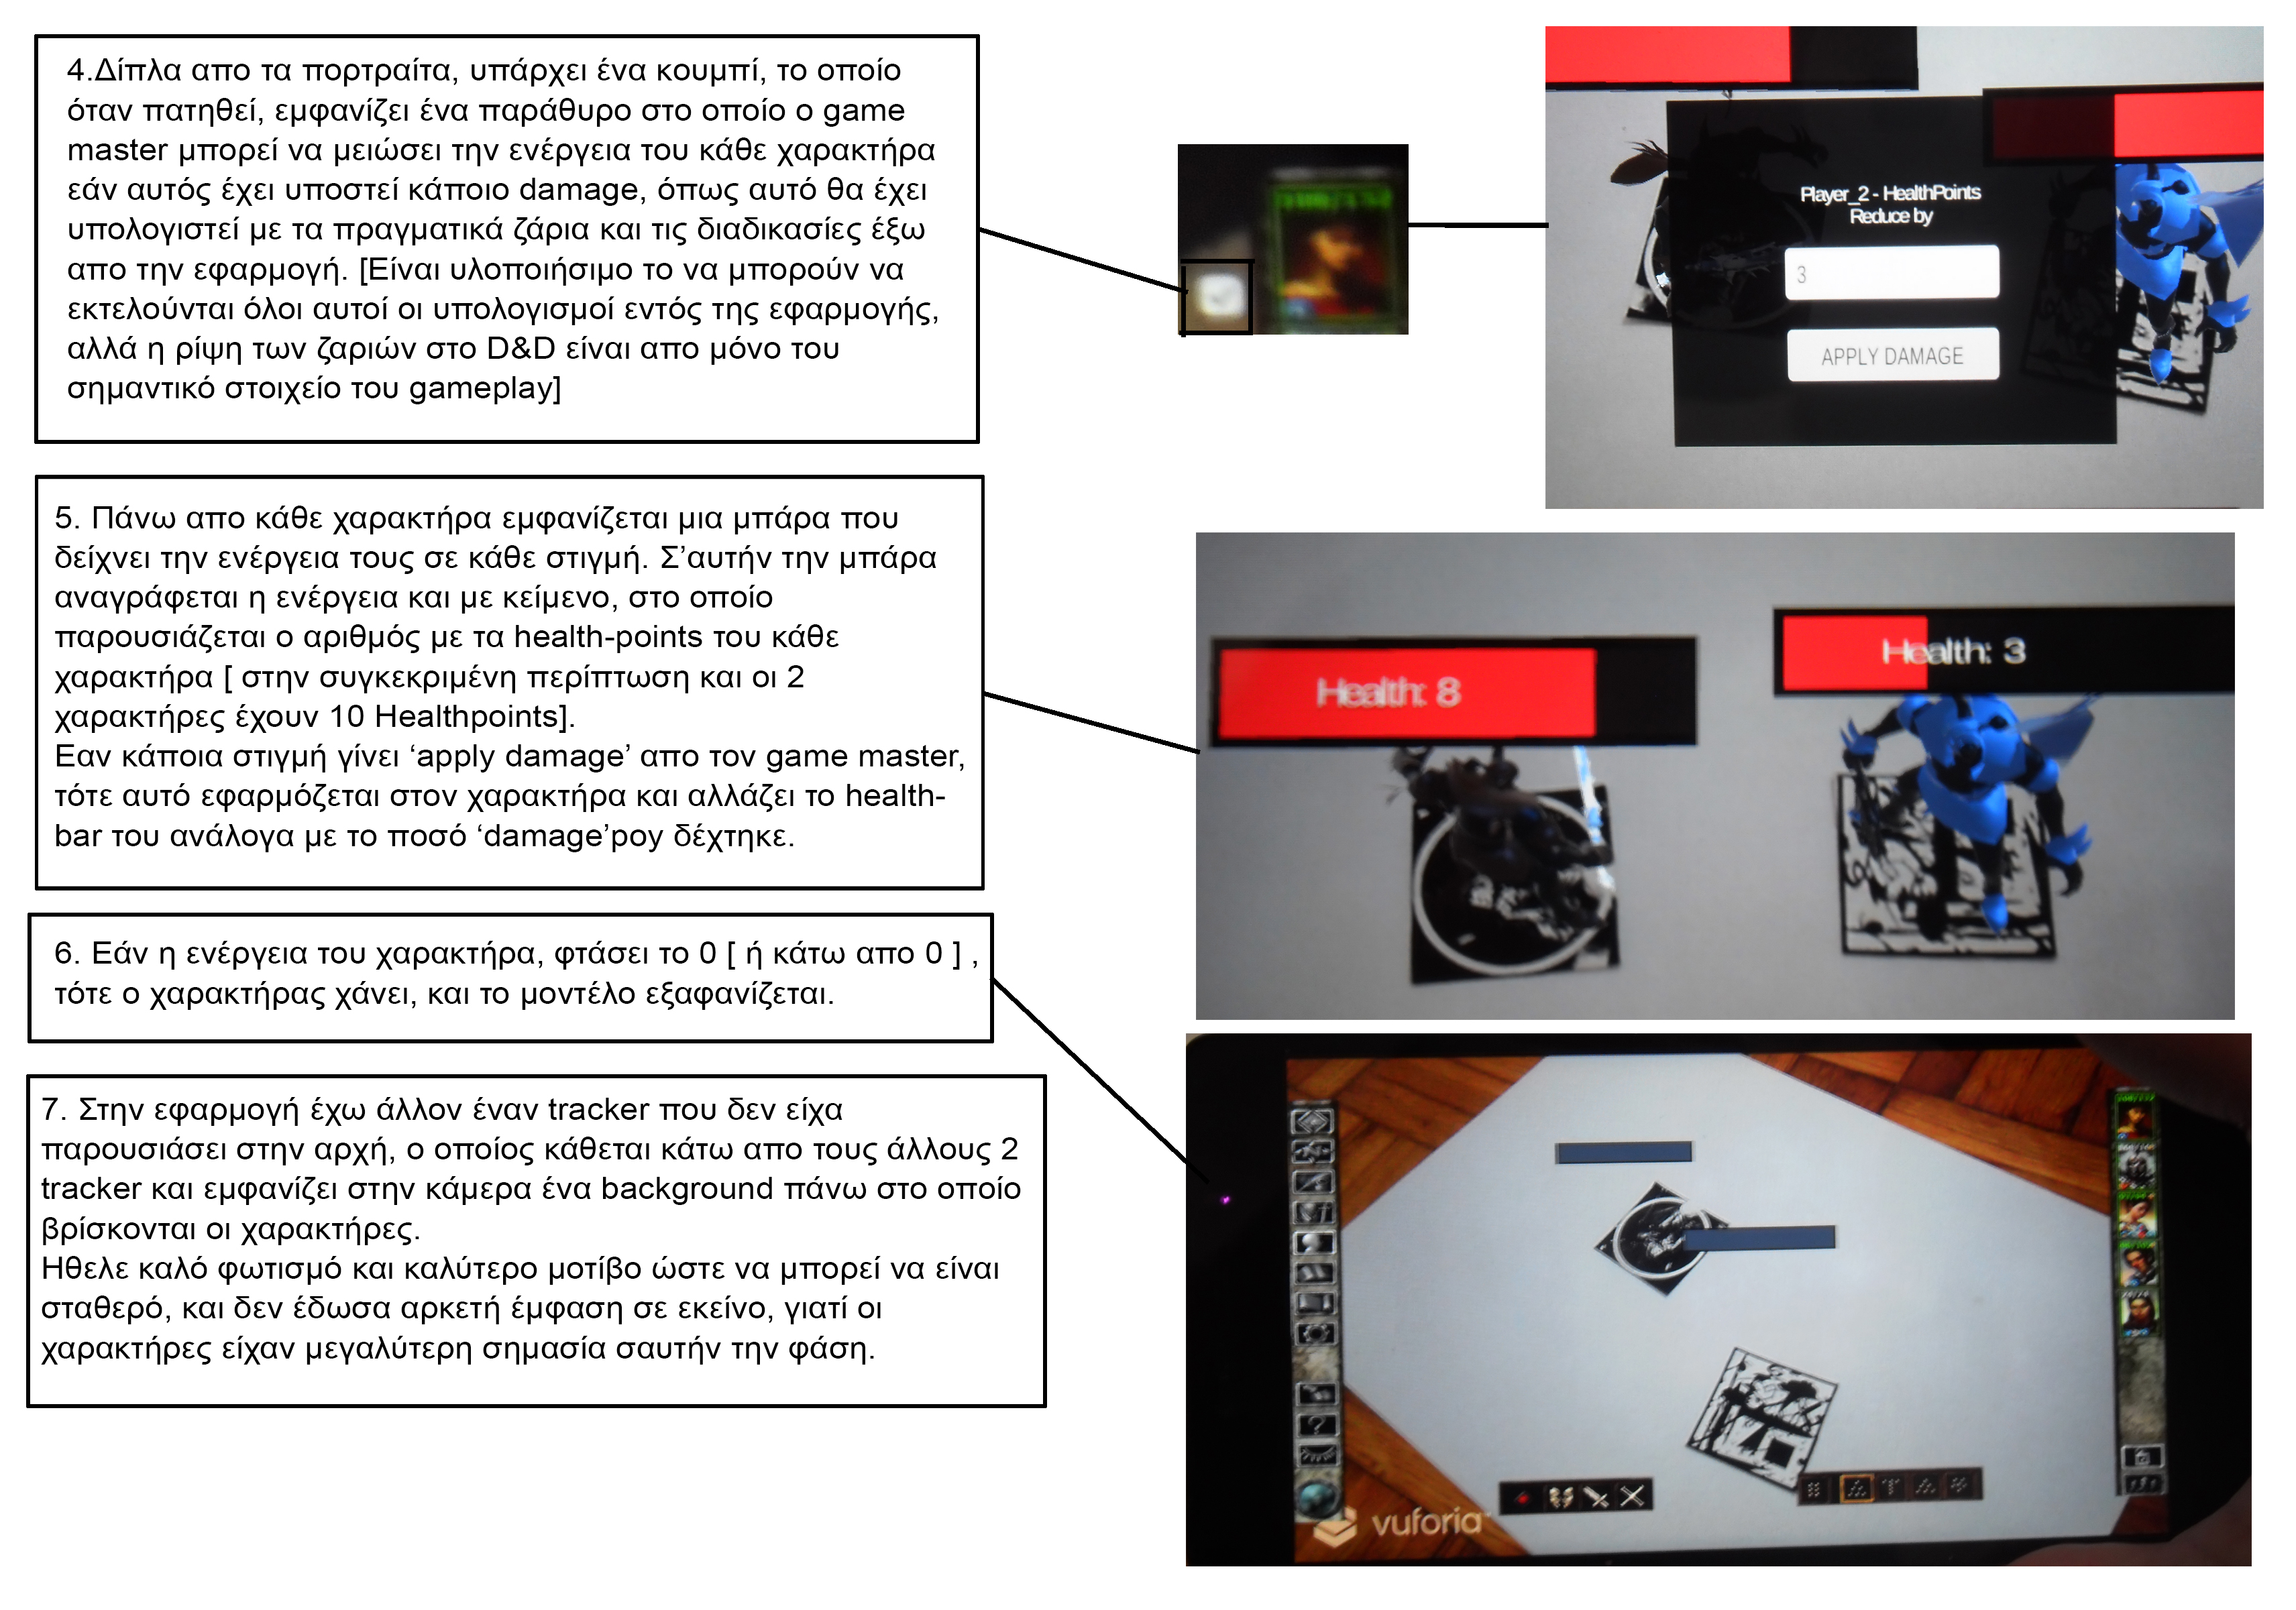 4.Δίπλα απο τα πορτραίτα, υπάρχει ένα κουμπί, το οποίο
όταν πατηθεί, εμφανίζει ένα παράθυρο στο οποίο ο game
master μπορεί να μειώσει την ενέργεια του κάθε χαρακτήρα
εάν αυτός έχει υποστεί κάποιο damage, όπως αυτό θα έχει
υπολογιστεί με τα πραγματικά ζάρια και τις διαδικασίες έξω
απο την εφαρμογή. [Είναι υλοποιήσιμο το να μπορούν να
εκτελούνται όλοι αυτοί οι υπολογισμοί εντός της εφαρμογής,
αλλά η ρίψη των ζαριών στο D&D είναι απο μόνο του
σημαντικό στοιχείο του gameplay]
Player_2 - HealthPoints
Reduce by
3
APPLY DAMAGE
5. Πάνω απο κάθε χαρακτήρα εμφανίζεται μια μπάρα που
δείχνει την ενέργεια τους σε κάθε στιγμή. Σ’αυτήν την μπάρα
αναγράφεται η ενέργεια και με κείμενο, στο οποίο
παρουσιάζεται ο αριθμός με τα health-points του κάθε
χαρακτήρα [ στην συγκεκριμένη περίπτωση και οι 2
χαρακτήρες έχουν 10 Healthpoints].
Εαν κάποια στιγμή γίνει ‘apply damage’ απο τον game master,
τότε αυτό εφαρμόζεται στον χαρακτήρα και αλλάζει το health-
bar του ανάλογα με το ποσό ‘damage’poy δέχτηκε.
Health: 8
Health: 3
6. Εάν η ενέργεια του χαρακτήρα, φτάσει το 0 [ ή κάτω απο 0 ] ,
τότε ο χαρακτήρας χάνει, και το μοντέλο εξαφανίζεται.
7. Στην εφαρμογή έχω άλλον έναν tracker που δεν είχα
παρουσιάσει στην αρχή, ο οποίος κάθεται κάτω απο τους άλλους 2
tracker και εμφανίζει στην κάμερα ένα background πάνω στο οποίο
βρίσκονται οι χαρακτήρες.
Ηθελε καλό φωτισμό και καλύτερο μοτίβο ώστε να μπορεί να είναι
σταθερό, και δεν έδωσα αρκετή έμφαση σε εκείνο, γιατί οι
χαρακτήρες είχαν μεγαλύτερη σημασία σαυτήν την φάση.
vuforia